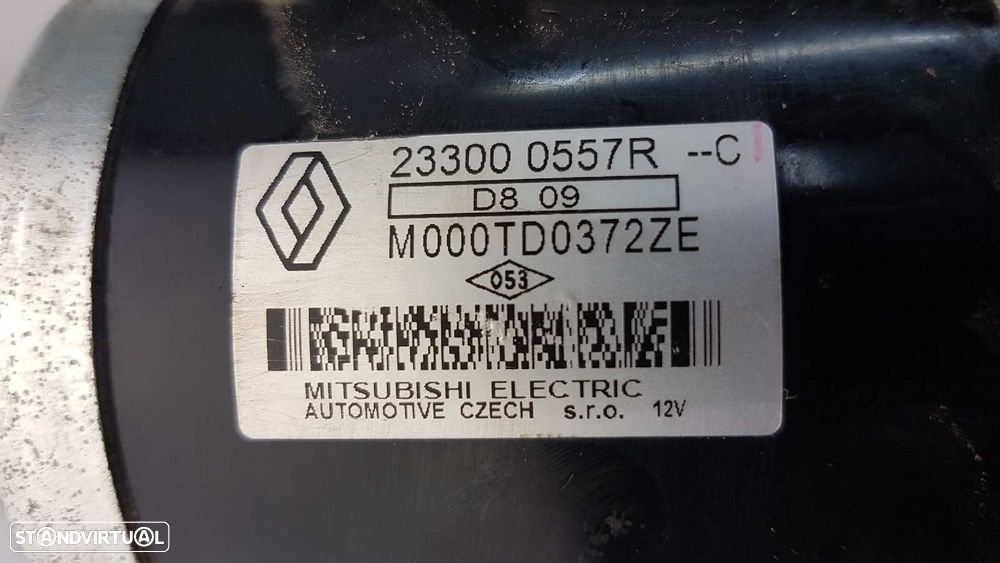 23300 0557R --C
D8 09
M000TD0372ZE
053
MITSUBISHI ELECTRIC
AUTOMOTIVE CZECH s.r.o. 12V
STANDVIRTUAL